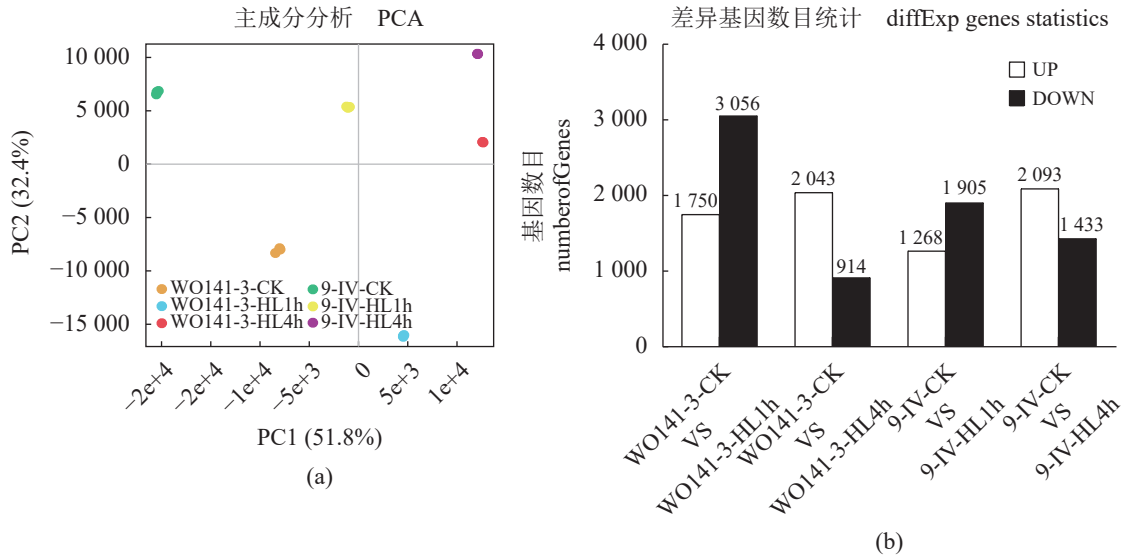 主成分分析 PCA
10 000
5 000
0
−5 000
−10 000
−15 000
PC2 (32.4%)
WO141-3-CK
WO141-3-HL1h
WO141-3-HL4h
9-IV-CK
9-IV-HL1h
9-IV-HL4h
−2e+4
−2e+4
−1e+4
−5e+3
0
5e+3
1e+4
PC1 (51.8%)
(a)
差异基因数目统计 diffExp genes statistics
4 000
3 000
2 000
1 000
0
基因数目
numberofGenes
UP
DOWN
1 750
3 056
2 043
914
1 268
1 905
2 093
1 433
WO141-3-CK
VS
WO141-3-HL1h
WO141-3-CK
VS
WO141-3-HL4h
9-IV-CK
VS
9-IV-HL1h
9-IV-CK
VS
9-IV-HL4h
(b)